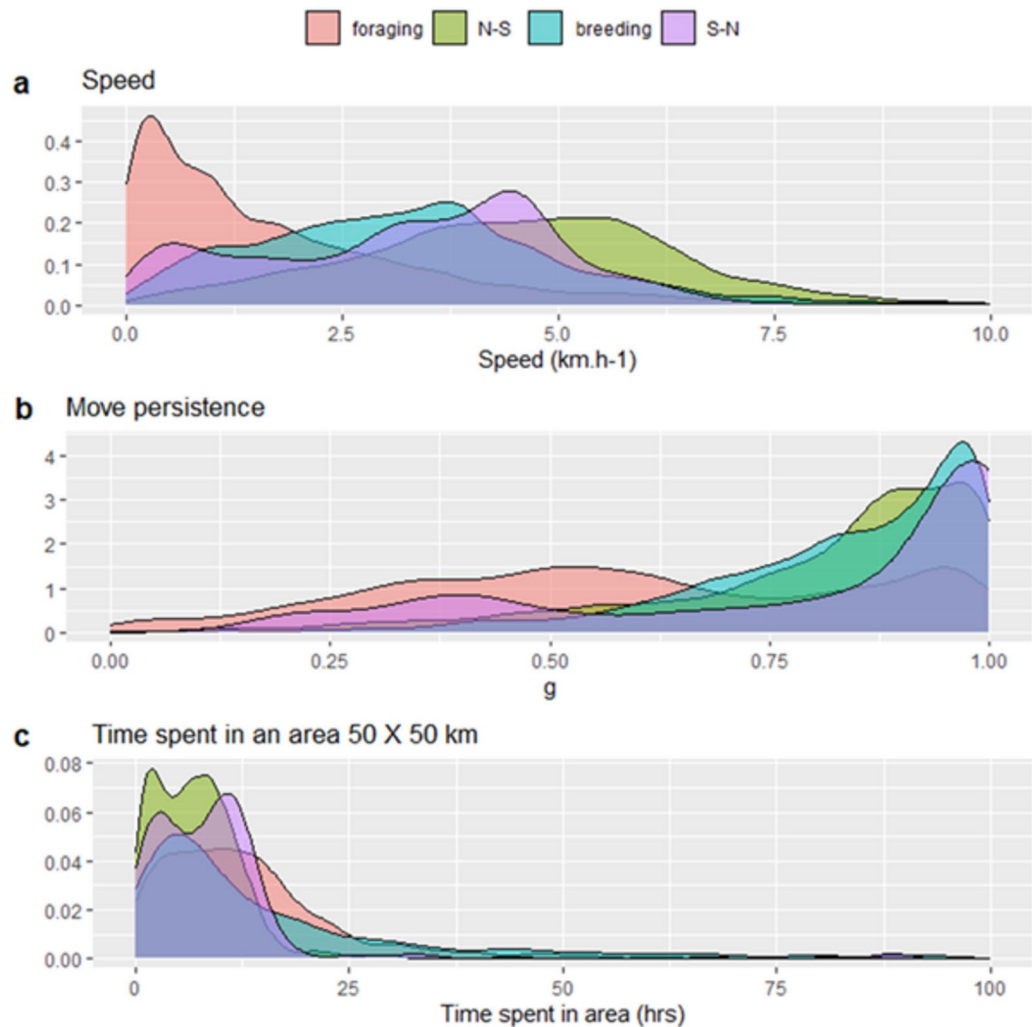 foraging N-S breeding S-N
a Speed
0.4
0.3
0.2
0.1
0.0
0.0 2.5 5.0 7.5 10.0
Speed (km.h-1)
b Move persistence
4
3
2
1
0
0.00 0.25 0.50 0.75 1.00
g
c Time spent in an area 50 X 50 km
0.08
0.06
0.04
0.02
0.00
0 25 50 75 100
Time spent in area (hrs)